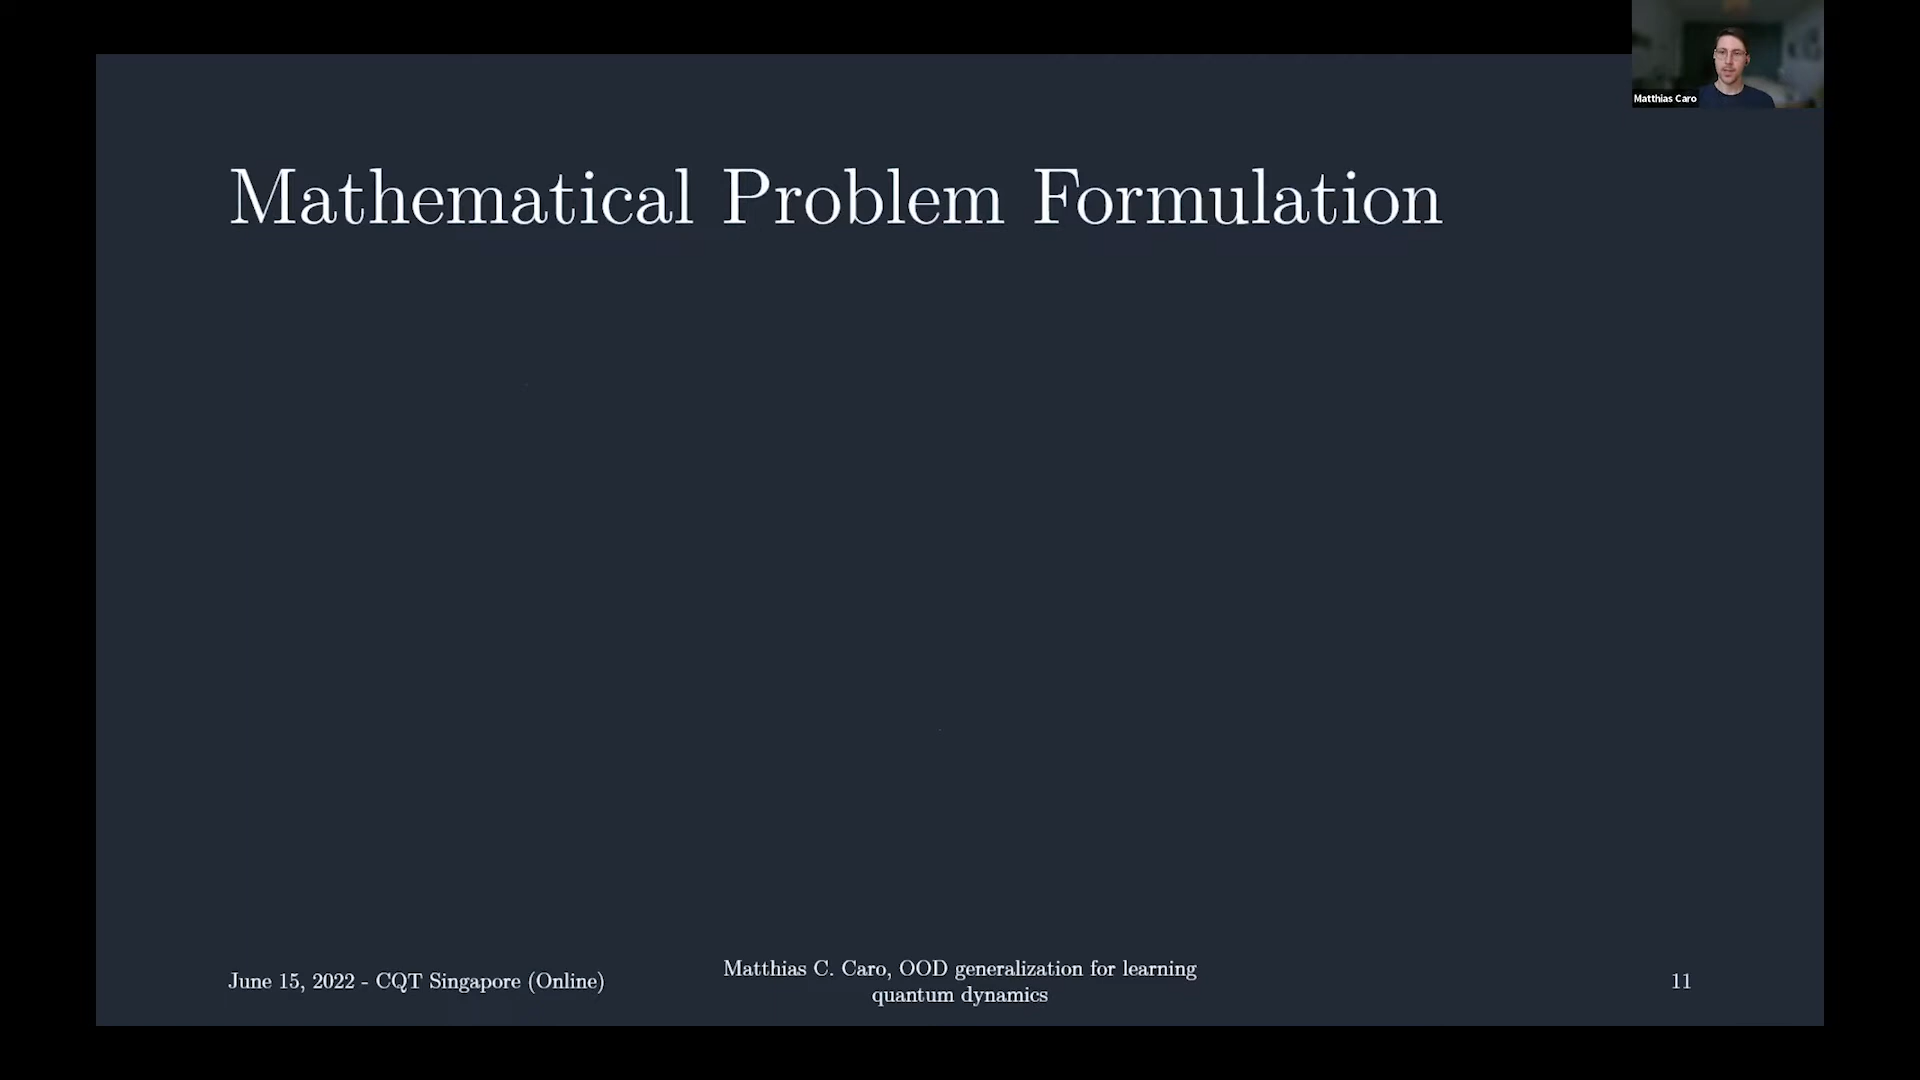 Matthias Caro
Mathematical Problem Formulation
June 15, 2022 - CQT Singapore (Online)
Matthias C. Caro, OOD generalization for learning
quantum dynamics
11